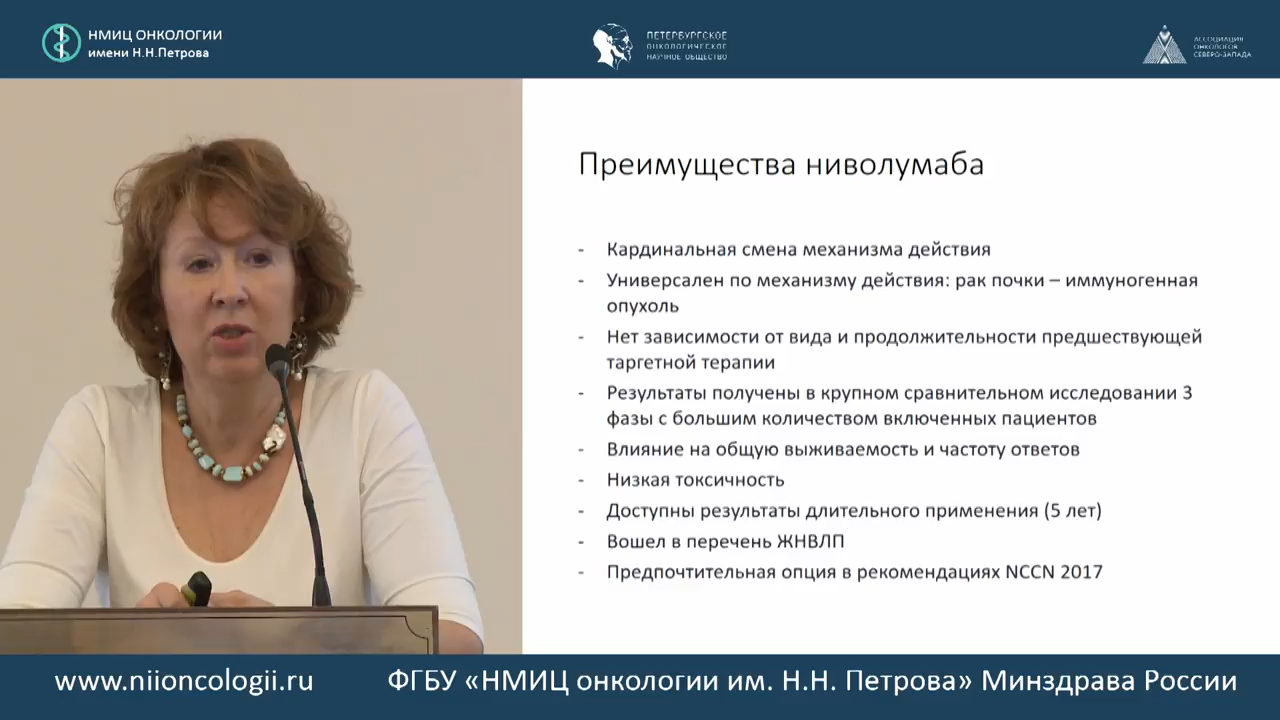 НМИЦ ОНКОЛОГИИ
имени Н.Н.Петрова
ПЕТЕРБУРГСКОЕ
ОНКОЛОГИЧЕСКОЕ
НАУЧНОЕ ОБЩЕСТВО
АССОЦИАЦИЯ
ОНКОЛОГОВ
СЕВЕРО-ЗАПАДА
Преимущества ниволумаба
- Кардинальная смена механизма действия
- Универсален по механизму действия: рак почки – иммуногенная
опухоль
- Нет зависимости от вида и продолжительности предшествующей
таргетной терапии
- Результаты получены в крупном сравнительном исследовании 3
фазы с большим количеством включенных пациентов
- Влияние на общую выживаемость и частоту ответов
- Низкая токсичность
- Доступны результаты длительного применения (5 лет)
- Вошел в перечень ЖНВЛП
- Предпочтительная опция в рекомендациях NCCN 2017
www.niioncologii.ru
ФГБУ «НМИЦ онкологии им. Н.Н. Петрова» Минздрава России